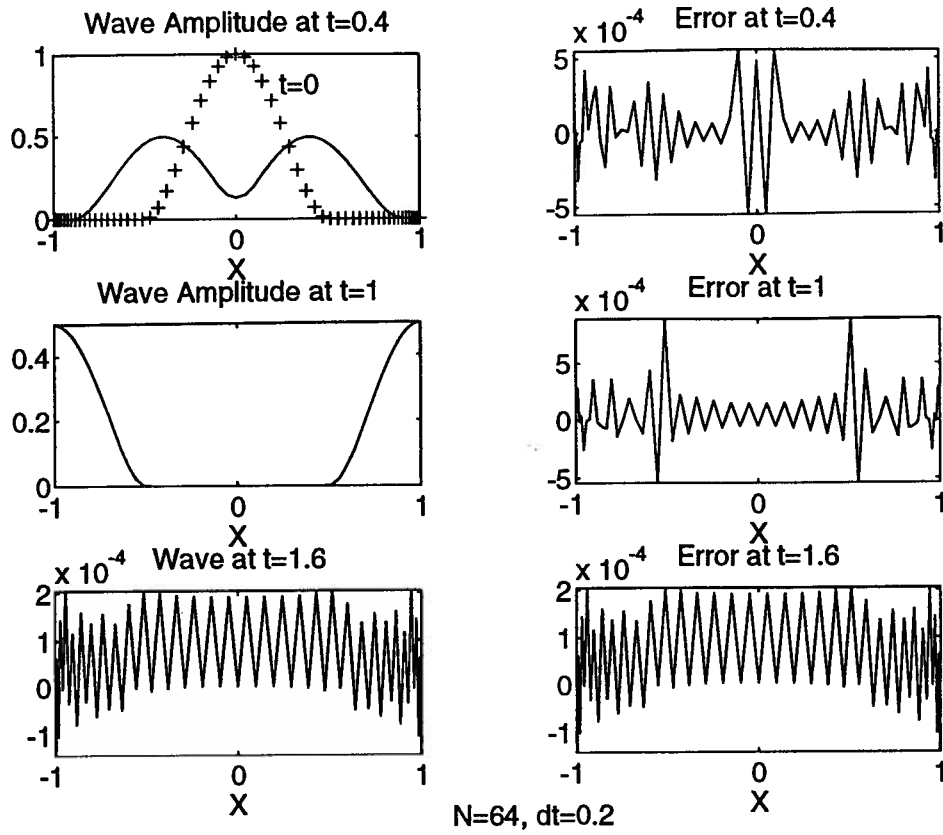 Wave Amplitude at t=0.4
1
0.5
0
t=0
-1
0
1
X
x 10^-4
Error at t=0.4
5
0
-5
-1
0
1
X
Wave Amplitude at t=1
0.4
0.2
0
-1
0
1
X
x 10^-4
Error at t=1
5
0
-5
-1
0
1
X
x 10^-4
Wave at t=1.6
2
1
0
-1
-1
0
1
X
x 10^-4
Error at t=1.6
2
1
0
-1
-1
0
1
X
N=64, dt=0.2